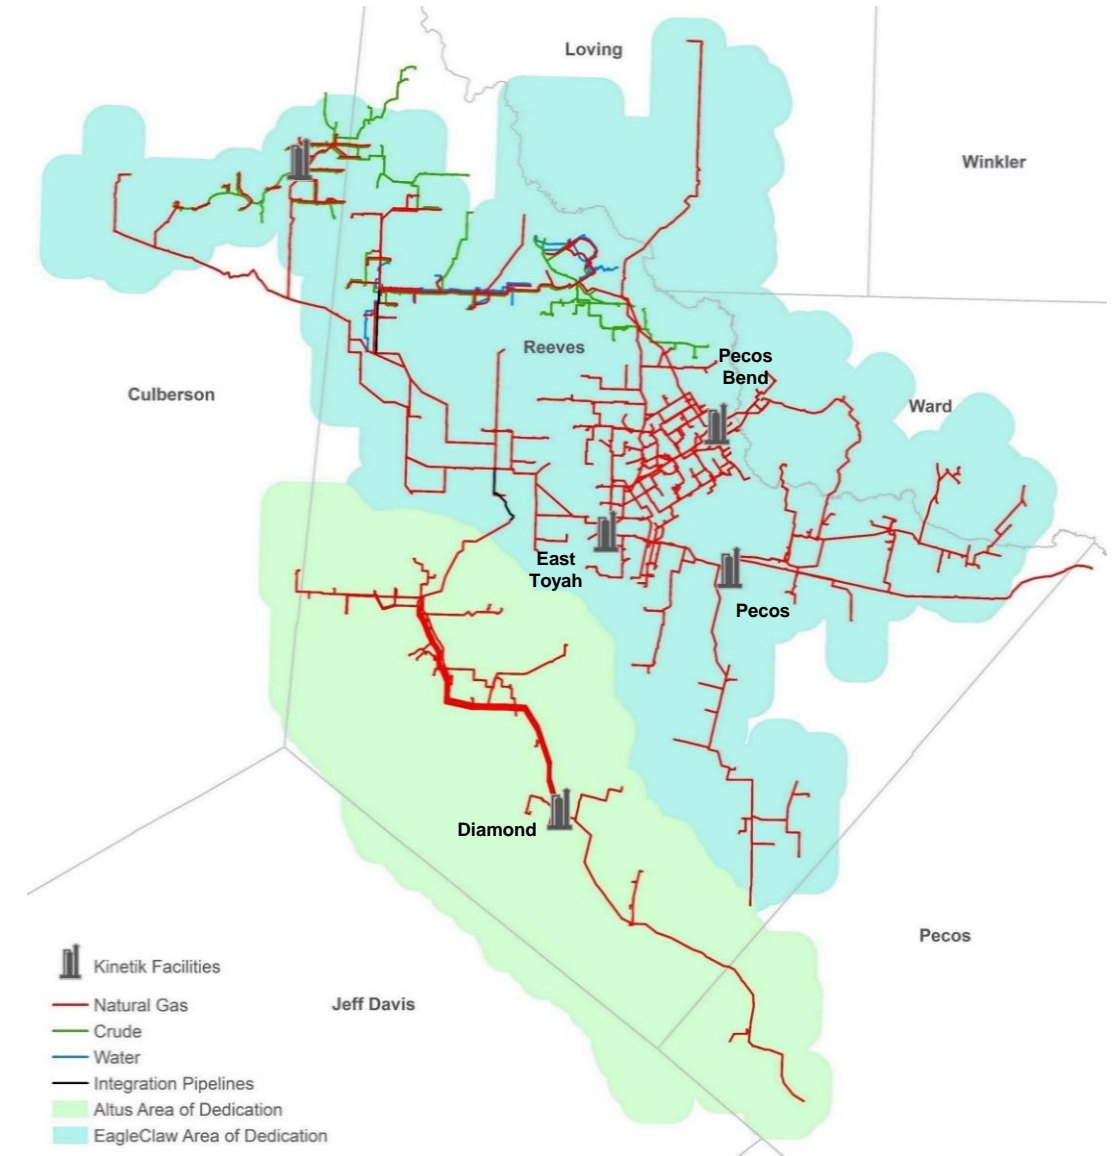 Loving
Winkler
Reeves
Pecos
Bend
Culberson
Ward
East
Toyah
Pecos
Diamond
Pecos
Kinetik Facilities
Natural Gas
Jeff Davis
Crude
Water
Integration Pipelines
Altus Area of Dedication
EagleClaw Area of Dedication